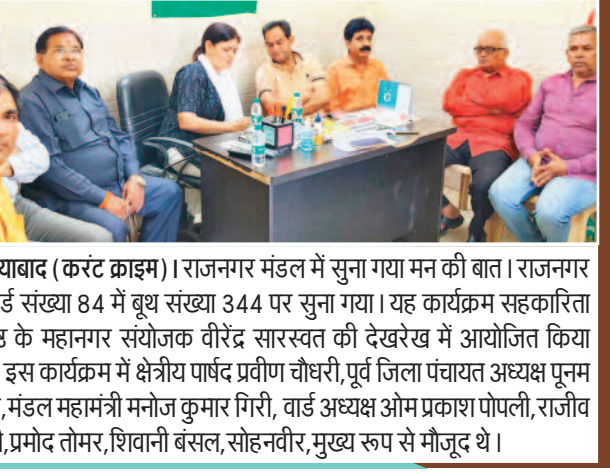 याबाद (करंट क्राइम)। राजनगर मंडल में सुना गया मन की बात। राजनगर
र्ड संख्या 84 में बूथ संख्या 344 पर सुना गया। यह कार्यक्रम सहकारिता
के महानगर संयोजक वीरेंद्र सारस्वत की देखरेख में आयोजित किया
इस कार्यक्रम में क्षेत्रीय पार्षद प्रवीण चौधरी,पूर्व जिला पंचायत अध्यक्ष पूनम
,मंडल महामंत्री मनोज कुमार गिरी, वार्ड अध्यक्ष ओम प्रकाश पोपली,राजीव
,प्रमोद तोमर,शिवानी बंसल,सोहनवीर,मुख्य रूप से मौजूद थे।